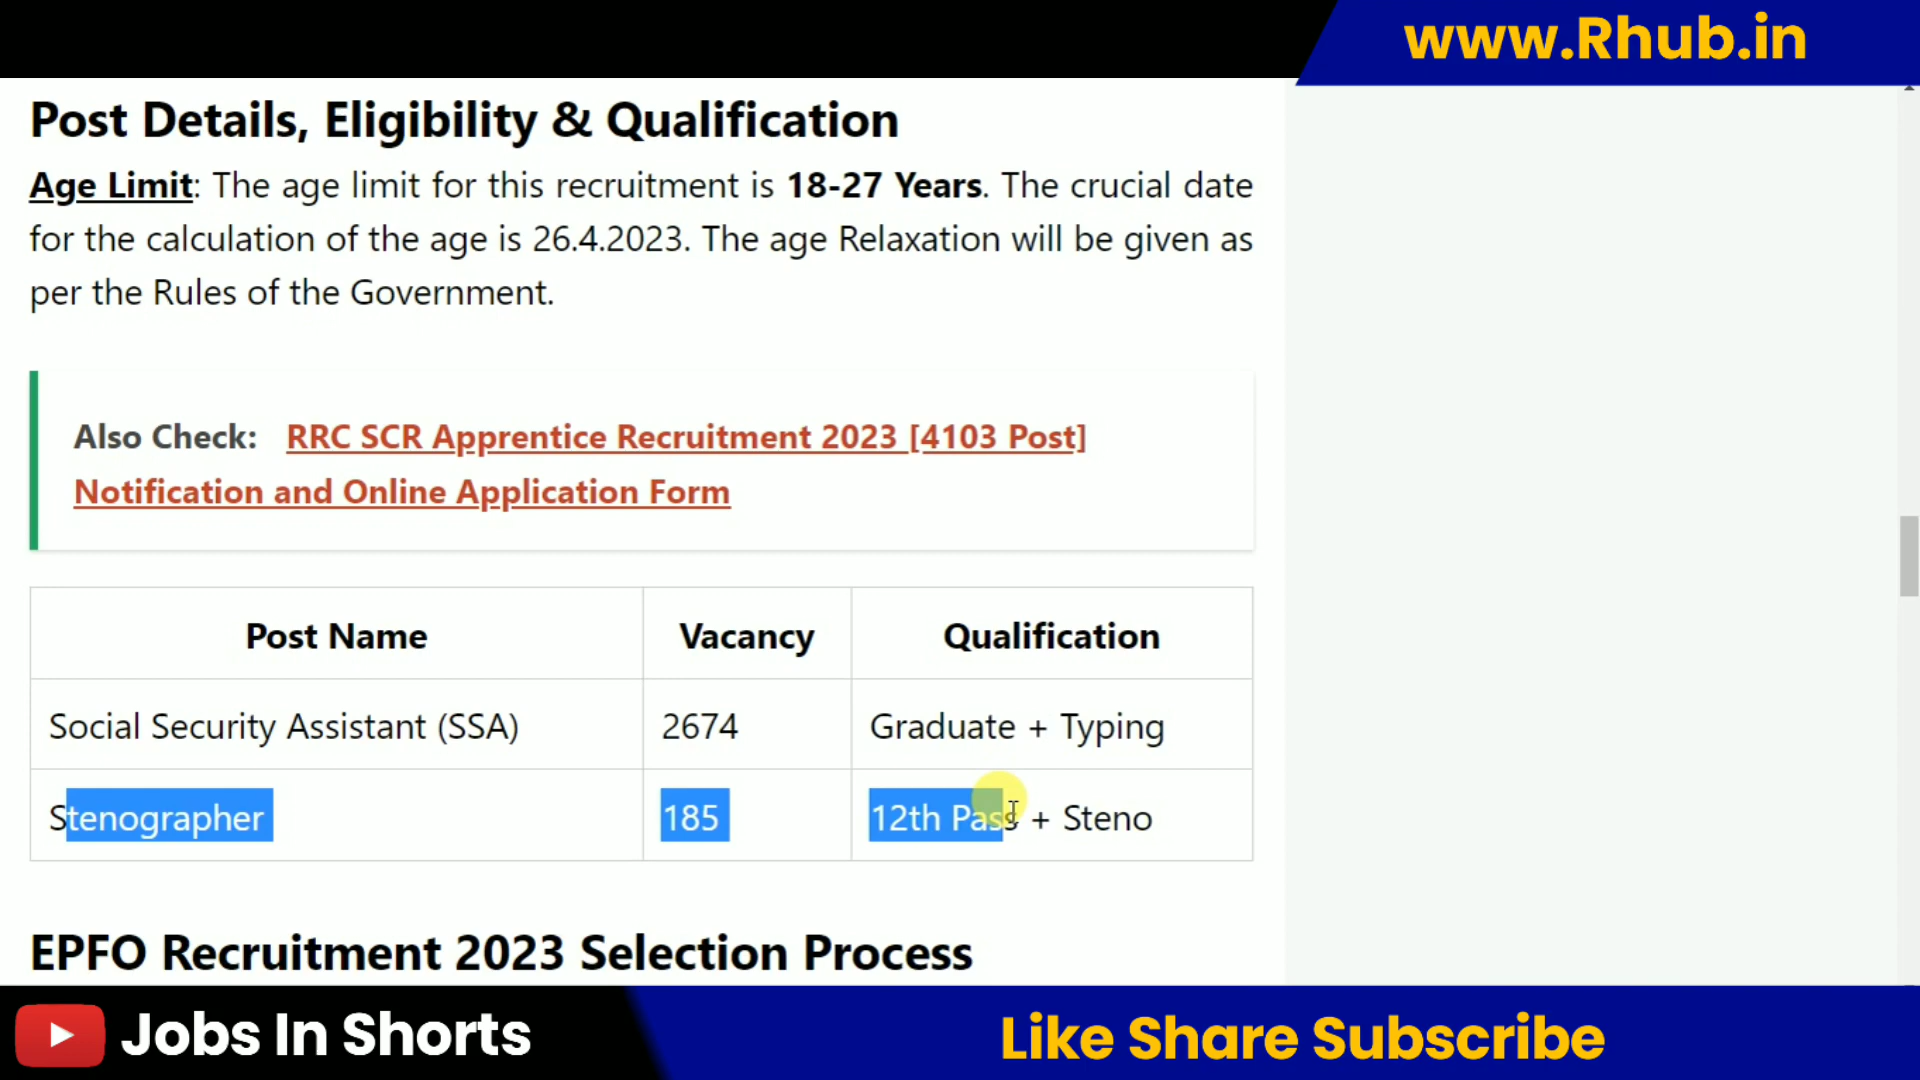 www.Rhub.in
Post Details, Eligibility & Qualification
Age Limit: The age limit for this recruitment is 18-27 Years. The crucial date
for the calculation of the age is 26.4.2023. The age Relaxation will be given as
per the Rules of the Government.
Also Check: RRC SCR Apprentice Recruitment 2023 [4103 Post]
Notification and Online Application Form
Post Name Vacancy Qualification
Social Security Assistant (SSA) 2674 Graduate + Typing
Stenographer 185 12th Pass + Steno
EPFO Recruitment 2023 Selection Process
Jobs In Shorts
Like Share Subscribe